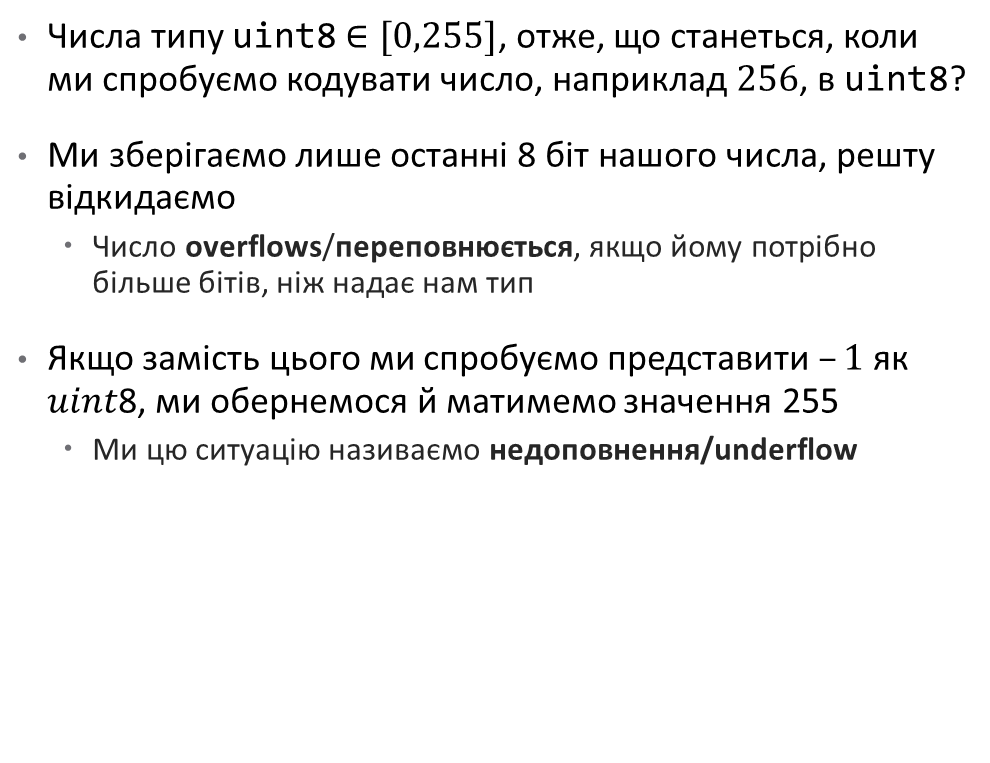 • Числа типу uint8 ∈ [0,255], отже, що станеться, коли
ми спробуємо кодувати число, наприклад 256, в uint8?
• Ми зберігаємо лише останні 8 біт нашого числа, решту
відкидаємо
• Число overflows/переповнюється, якщо йому потрібно
більше бітів, ніж надає нам тип
• Якщо замість цього ми спробуємо представити − 1 як
uint8, ми обернемося й матимемо значення 255
• Ми цю ситуацію називаємо недоповнення/underflow